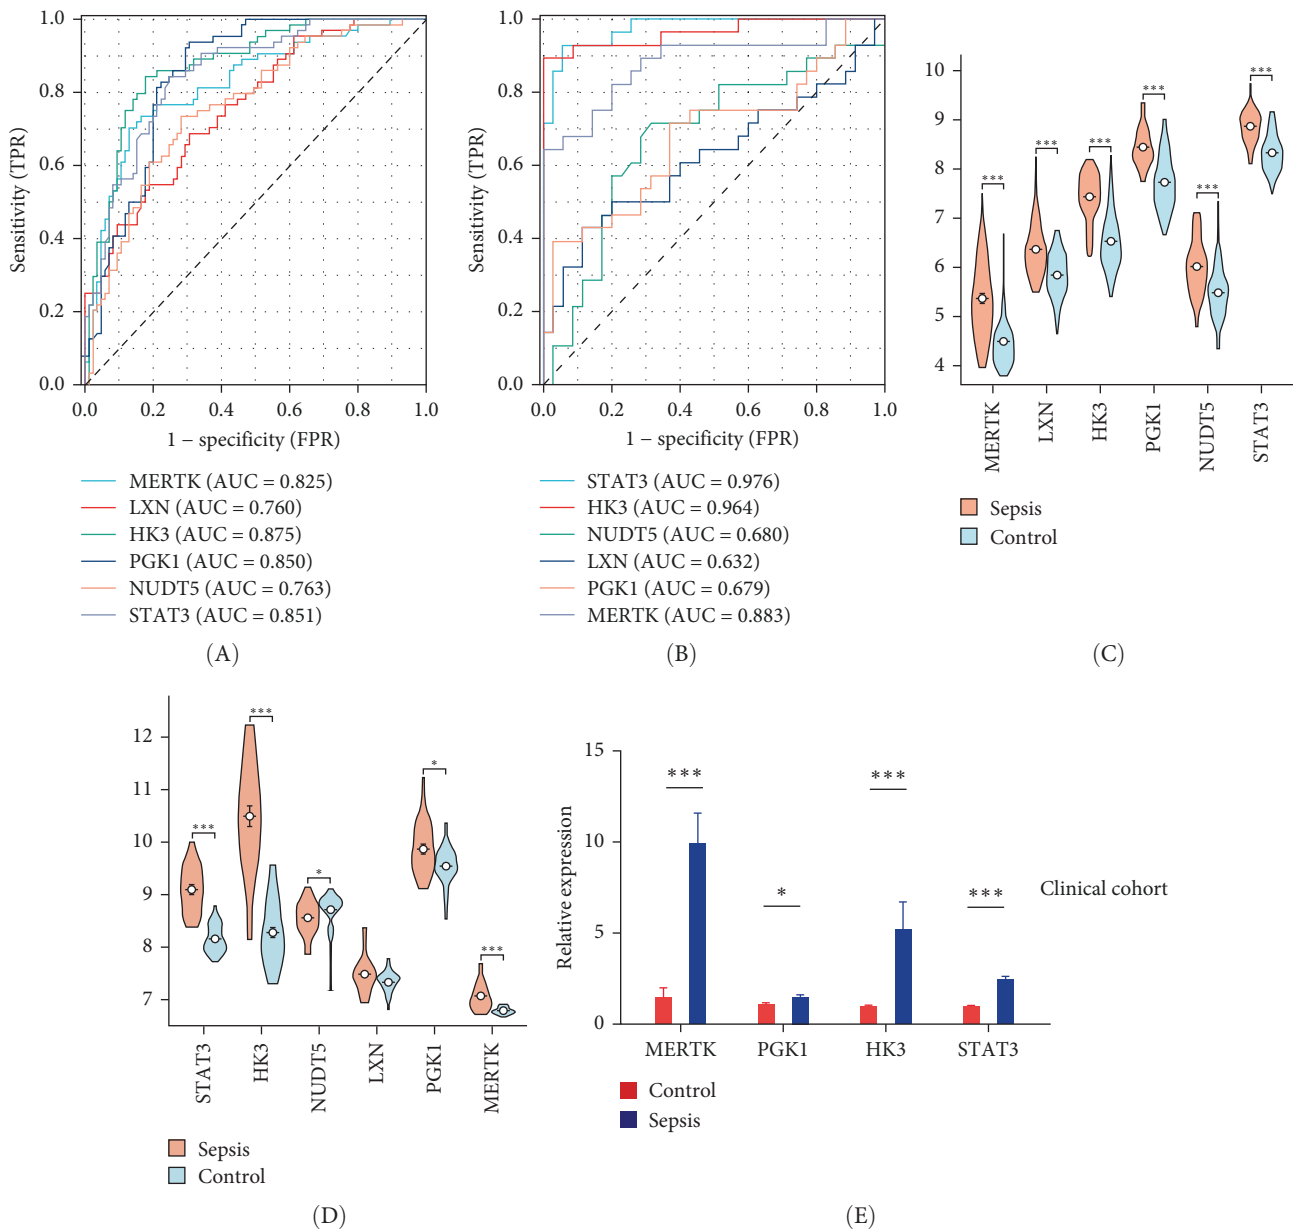 1.0
0.8
0.6
0.4
0.2
0.0
Sensitivity (TPR)
0.0 0.2 0.4 0.6 0.8 1.0
1 − specificity (FPR)
MERTK (AUC = 0.825)
LXN (AUC = 0.760)
HK3 (AUC = 0.875)
PGK1 (AUC = 0.850)
NUDT5 (AUC = 0.763)
STAT3 (AUC = 0.851)
(A)
1.0
0.8
0.6
0.4
0.2
0.0
Sensitivity (TPR)
0.0 0.2 0.4 0.6 0.8 1.0
1 − specificity (FPR)
STAT3 (AUC = 0.976)
HK3 (AUC = 0.964)
NUDT5 (AUC = 0.680)
LXN (AUC = 0.632)
PGK1 (AUC = 0.679)
MERTK (AUC = 0.883)
(B)
10
9
8
7
6
5
4
*** *** *** *** *** ***
MERTK LXN HK3 PGK1 NUDT5 STAT3
Sepsis
Control
(C)
12
11
10
9
8
7
*** *** * * ***
STAT3 HK3 NUDT5 LXN PGK1 MERTK
Sepsis
Control
(D)
15
10
5
0
Relative expression
*** * *** ***
Clinical cohort
MERTK PGK1 HK3 STAT3
Control
Sepsis
(E)